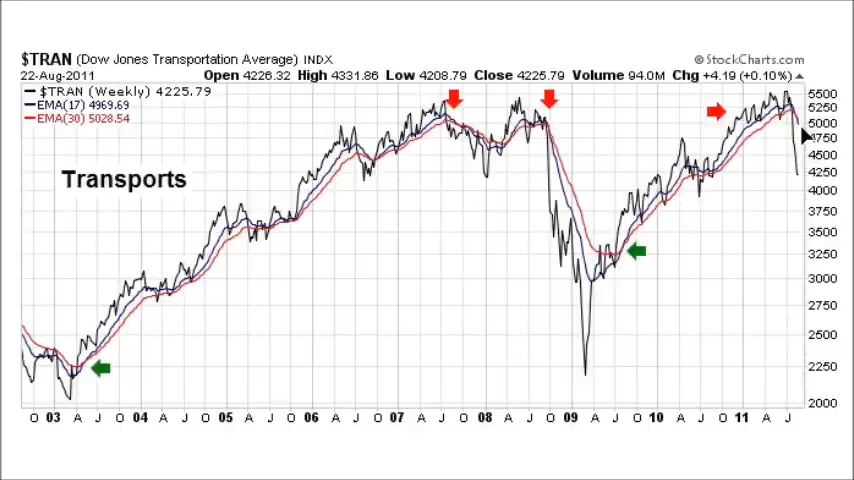 $TRAN (Dow Jones Transportation Average) INDX © StockCharts.com
22-Aug-2011 Open 4226.32 High 4331.86 Low 4208.79 Close 4225.79 Volume 94.0M Chg +4.19 (+0.10%)
$TRAN (Weekly) 4225.79
EMA(17) 4969.69
EMA(30) 5028.54
Transports
5500
5250
5000
4750
4500
4250
4000
3750
3500
3250
3000
2750
2500
2250
2000
O 03 A J O 04 A J O 05 A J O 06 A J O 07 A J O 08 A J O 09 A J O 10 A J O 11 A J